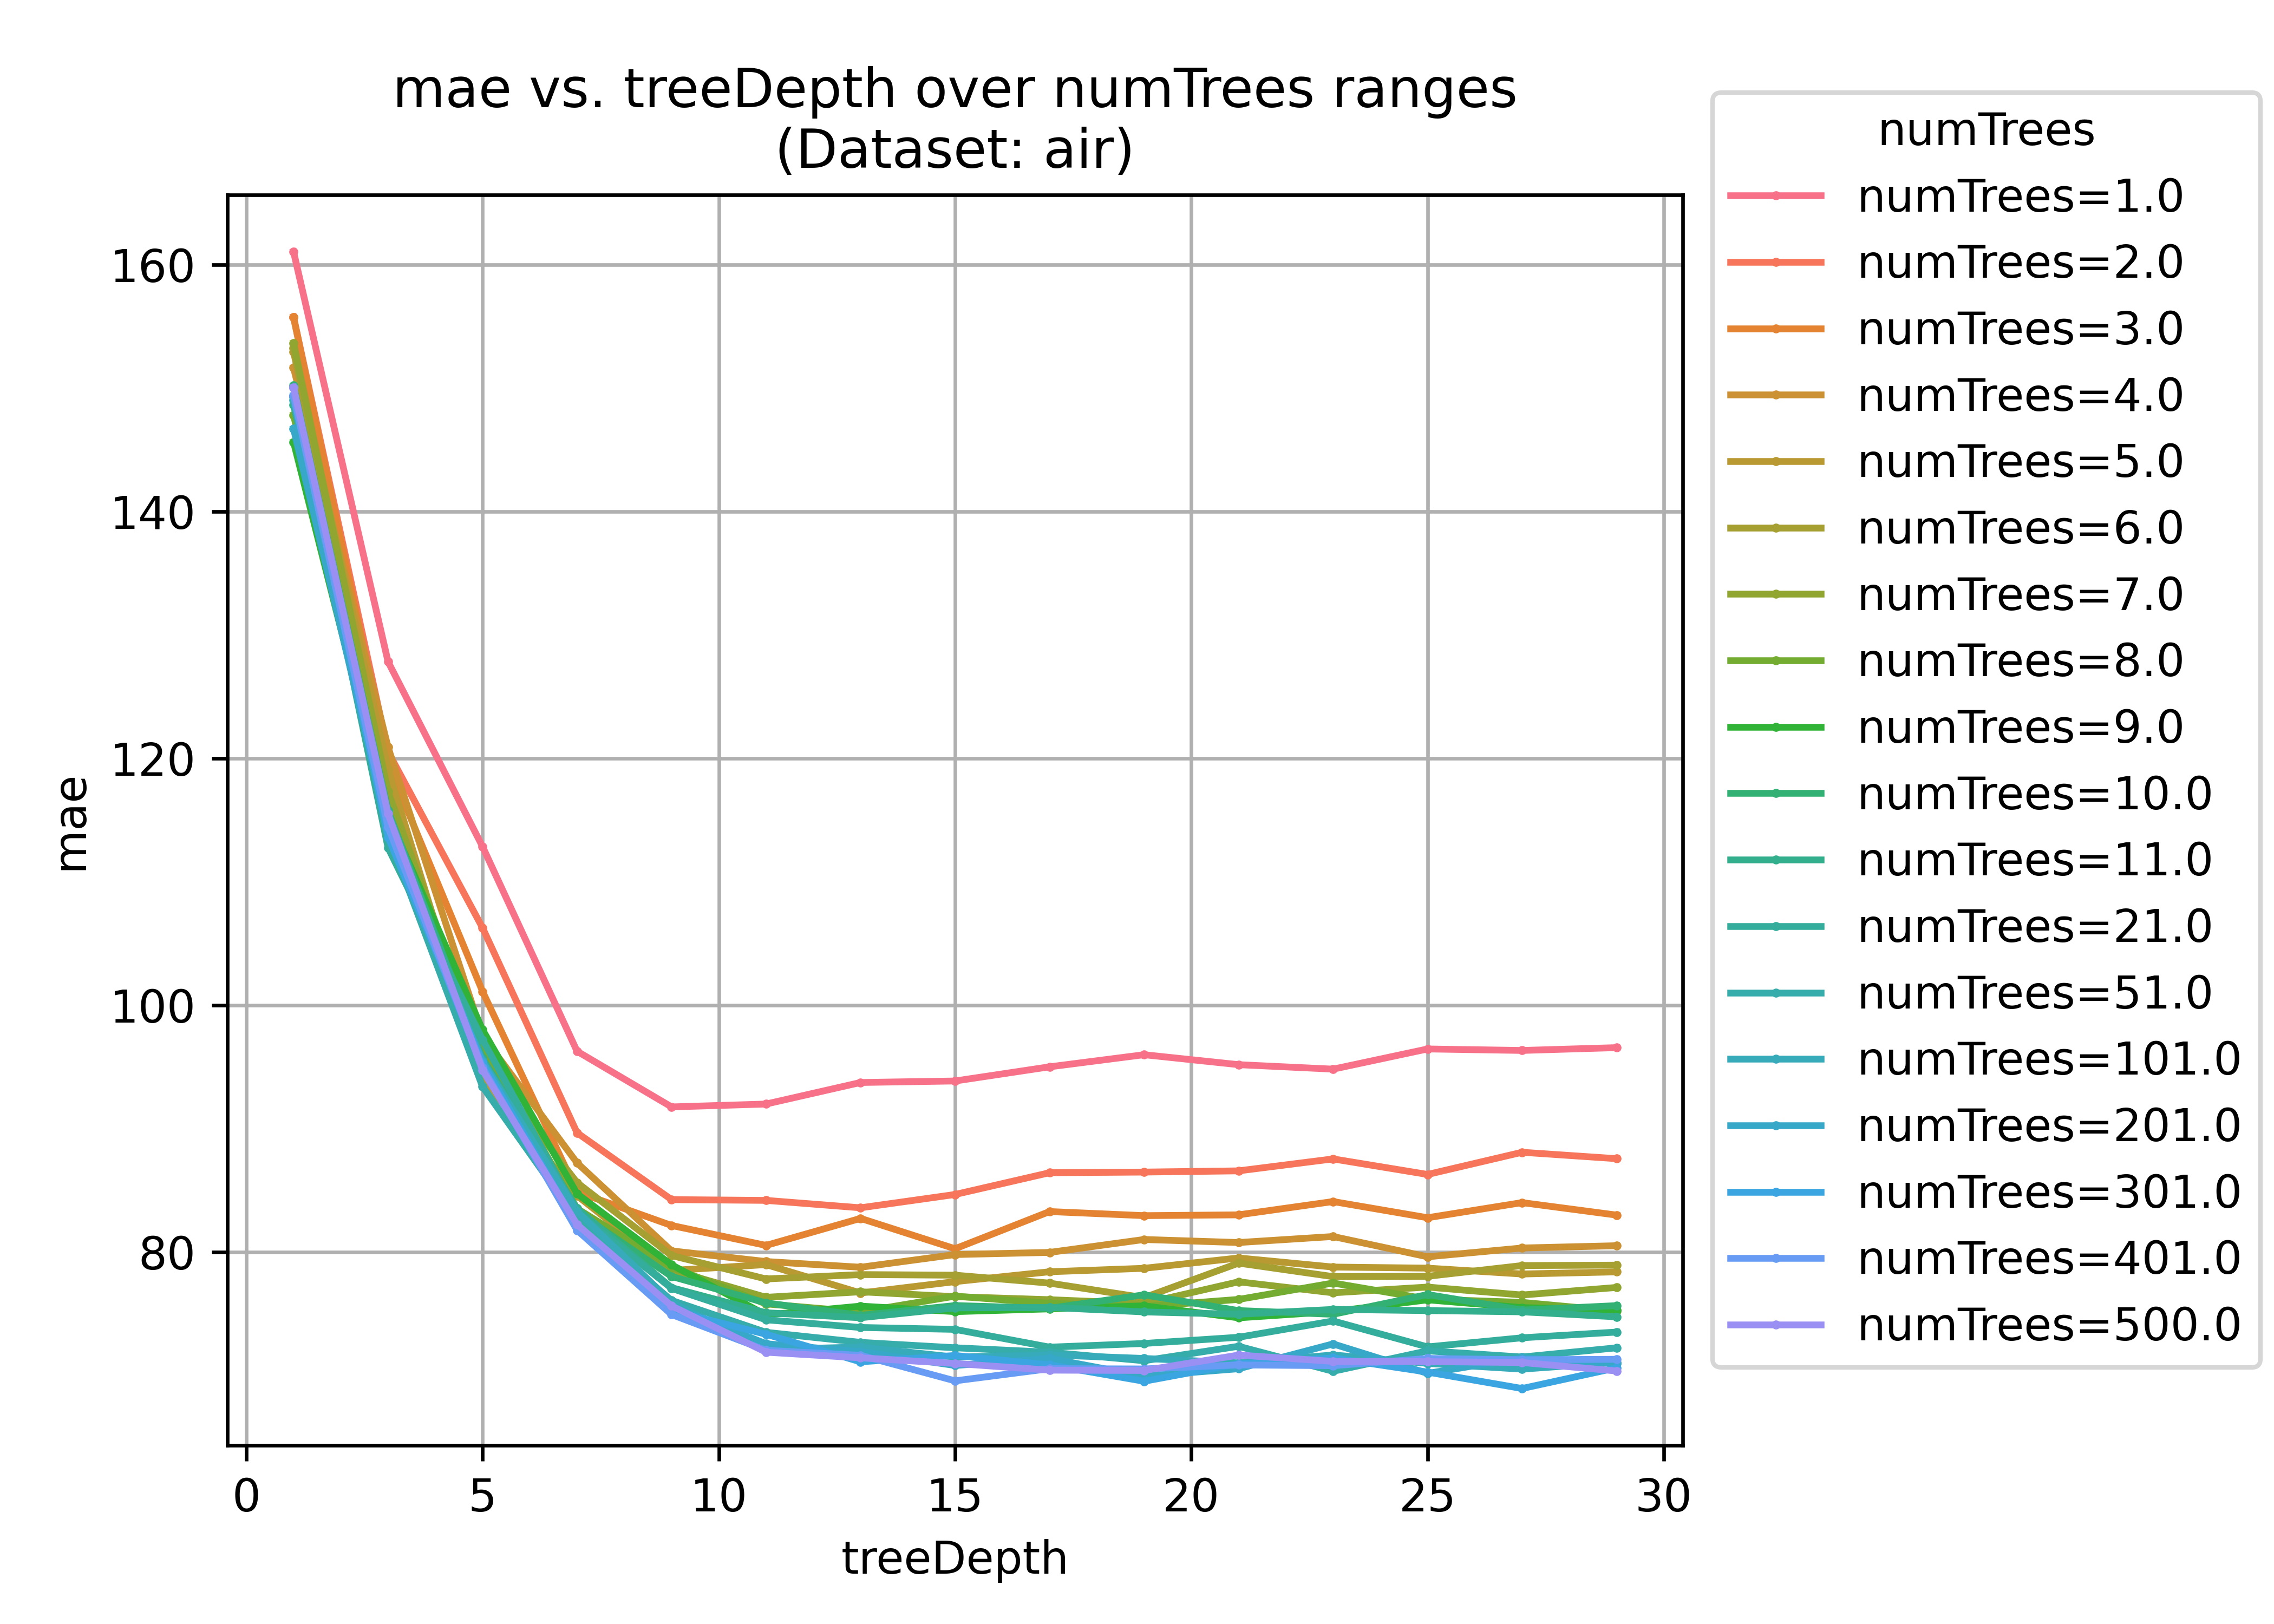 mae vs. treeDepth over numTrees ranges
(Dataset: air)
mae
160
140
120
100
80
0 5 10 15 20 25 30
treeDepth
numTrees
numTrees=1.0
numTrees=2.0
numTrees=3.0
numTrees=4.0
numTrees=5.0
numTrees=6.0
numTrees=7.0
numTrees=8.0
numTrees=9.0
numTrees=10.0
numTrees=11.0
numTrees=21.0
numTrees=51.0
numTrees=101.0
numTrees=201.0
numTrees=301.0
numTrees=401.0
numTrees=500.0